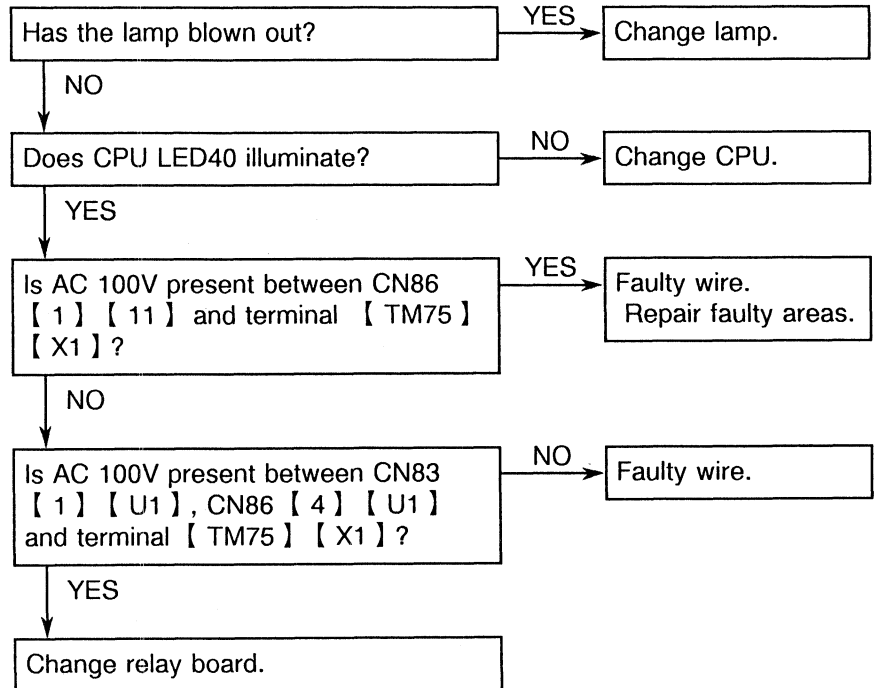 Has the lamp blown out?
YES
Change lamp.
NO
Does CPU LED40 illuminate?
NO
Change CPU.
YES
Is AC 100V present between CN86
【1】【11】 and terminal 【TM75】
【X1】?
YES
Faulty wire.
Repair faulty areas.
NO
Is AC 100V present between CN83
【1】【U1】, CN86 【4】【U1】
and terminal 【TM75】【X1】?
NO
Faulty wire.
YES
Change relay board.